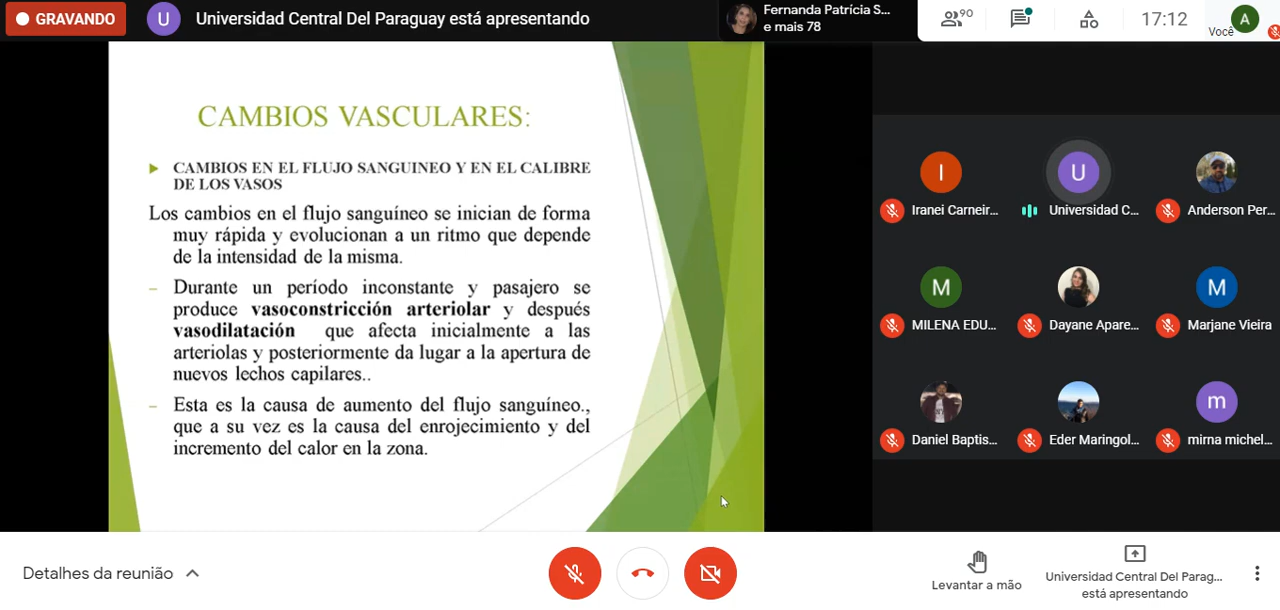 GRAVANDO
U
Universidad Central Del Paraguay está apresentando
Fernanda Patrícia S...
e mais 78
90
17:12
Você
A
CAMBIOS VASCULARES:
CAMBIOS EN EL FLUJO SANGUINEO Y EN EL CALIBRE
DE LOS VASOS
Los cambios en el flujo sanguíneo se inician de forma
muy rápida y evolucionan a un ritmo que depende
de la intensidad de la misma.
– Durante un período inconstante y pasajero se
produce vasoconstricción arteriolar y después
vasodilatación que afecta inicialmente a las
arteriolas y posteriormente da lugar a la apertura de
nuevos lechos capilares..
– Esta es la causa de aumento del flujo sanguíneo.,
que a su vez es la causa del enrojecimiento y del
incremento del calor en la zona.
I
U
Iranei Carneir...
Universidad C...
Anderson Per...
M
M
MILENA EDU...
Dayane Apare...
Marjane Vieira
m
Daniel Baptis...
Eder Maringol...
mirna michel...
Detalhes da reunião
Levantar a mão
Universidad Central Del Parag...
está apresentando